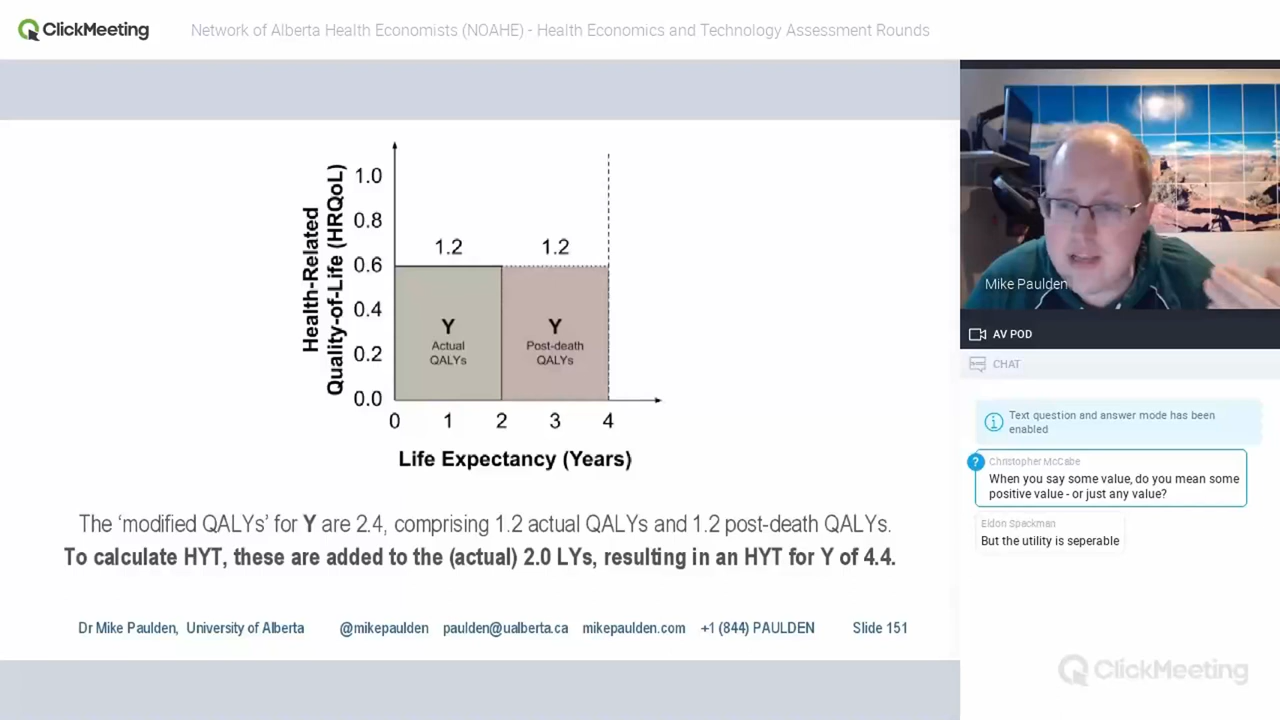 ClickMeeting
Network of Alberta Health Economists (NOAHE) - Health Economics and Technology Assessment Rounds
Health-Related
Quality-of-Life (HRQoL)
1.0
0.8
0.6
0.4
0.2
0.0
1.2
1.2
Y
Actual
QALYs
Y
Post-death
QALYs
0
1
2
3
4
Life Expectancy (Years)
The ‘modified QALYs’ for Y are 2.4, comprising 1.2 actual QALYs and 1.2 post-death QALYs.
To calculate HYT, these are added to the (actual) 2.0 LYs, resulting in an HYT for Y of 4.4.
Dr Mike Paulden, University of Alberta @mikepaulden paulden@ualberta.ca mikepaulden.com +1 (844) PAULDEN Slide 151
Mike Paulden
AV POD
CHAT
Text question and answer mode has been
enabled
?
Christopher McCabe
When you say some value, do you mean some
positive value - or just any value?
Eldon Spackman
But the utility is seperable
ClickMeeting